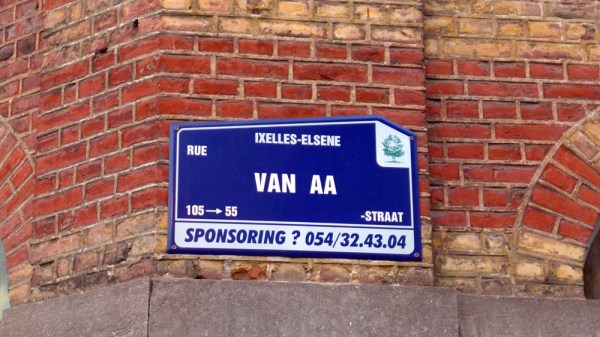 IXELLES-ELSENE
RUE
VAN AA
105→55 -STRAAT
SPONSORING ? 054/32.43.04